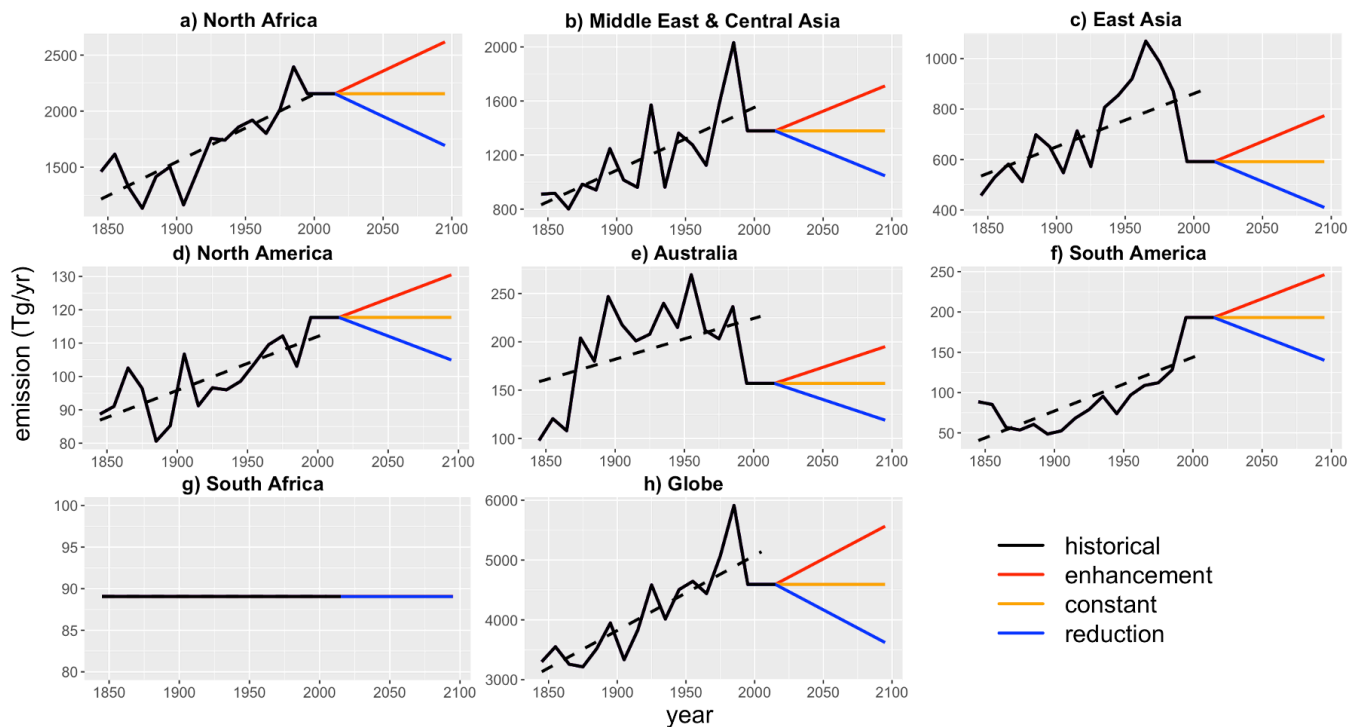 a) North Africa
2500
2000
1500
1850 1900 1950 2000 2050 2100
b) Middle East & Central Asia
2000
1600
1200
800
1850 1900 1950 2000 2050 2100
c) East Asia
1000
800
600
400
1850 1900 1950 2000 2050 2100
emission (Tg/yr)
d) North America
130
120
110
100
90
80
1850 1900 1950 2000 2050 2100
e) Australia
250
200
150
100
1850 1900 1950 2000 2050 2100
f) South America
250
200
150
100
50
1850 1900 1950 2000 2050 2100
g) South Africa
100
95
90
85
80
1850 1900 1950 2000 2050 2100
h) Globe
6000
5000
4000
3000
1850 1900 1950 2000 2050 2100
year
historical
enhancement
constant
reduction